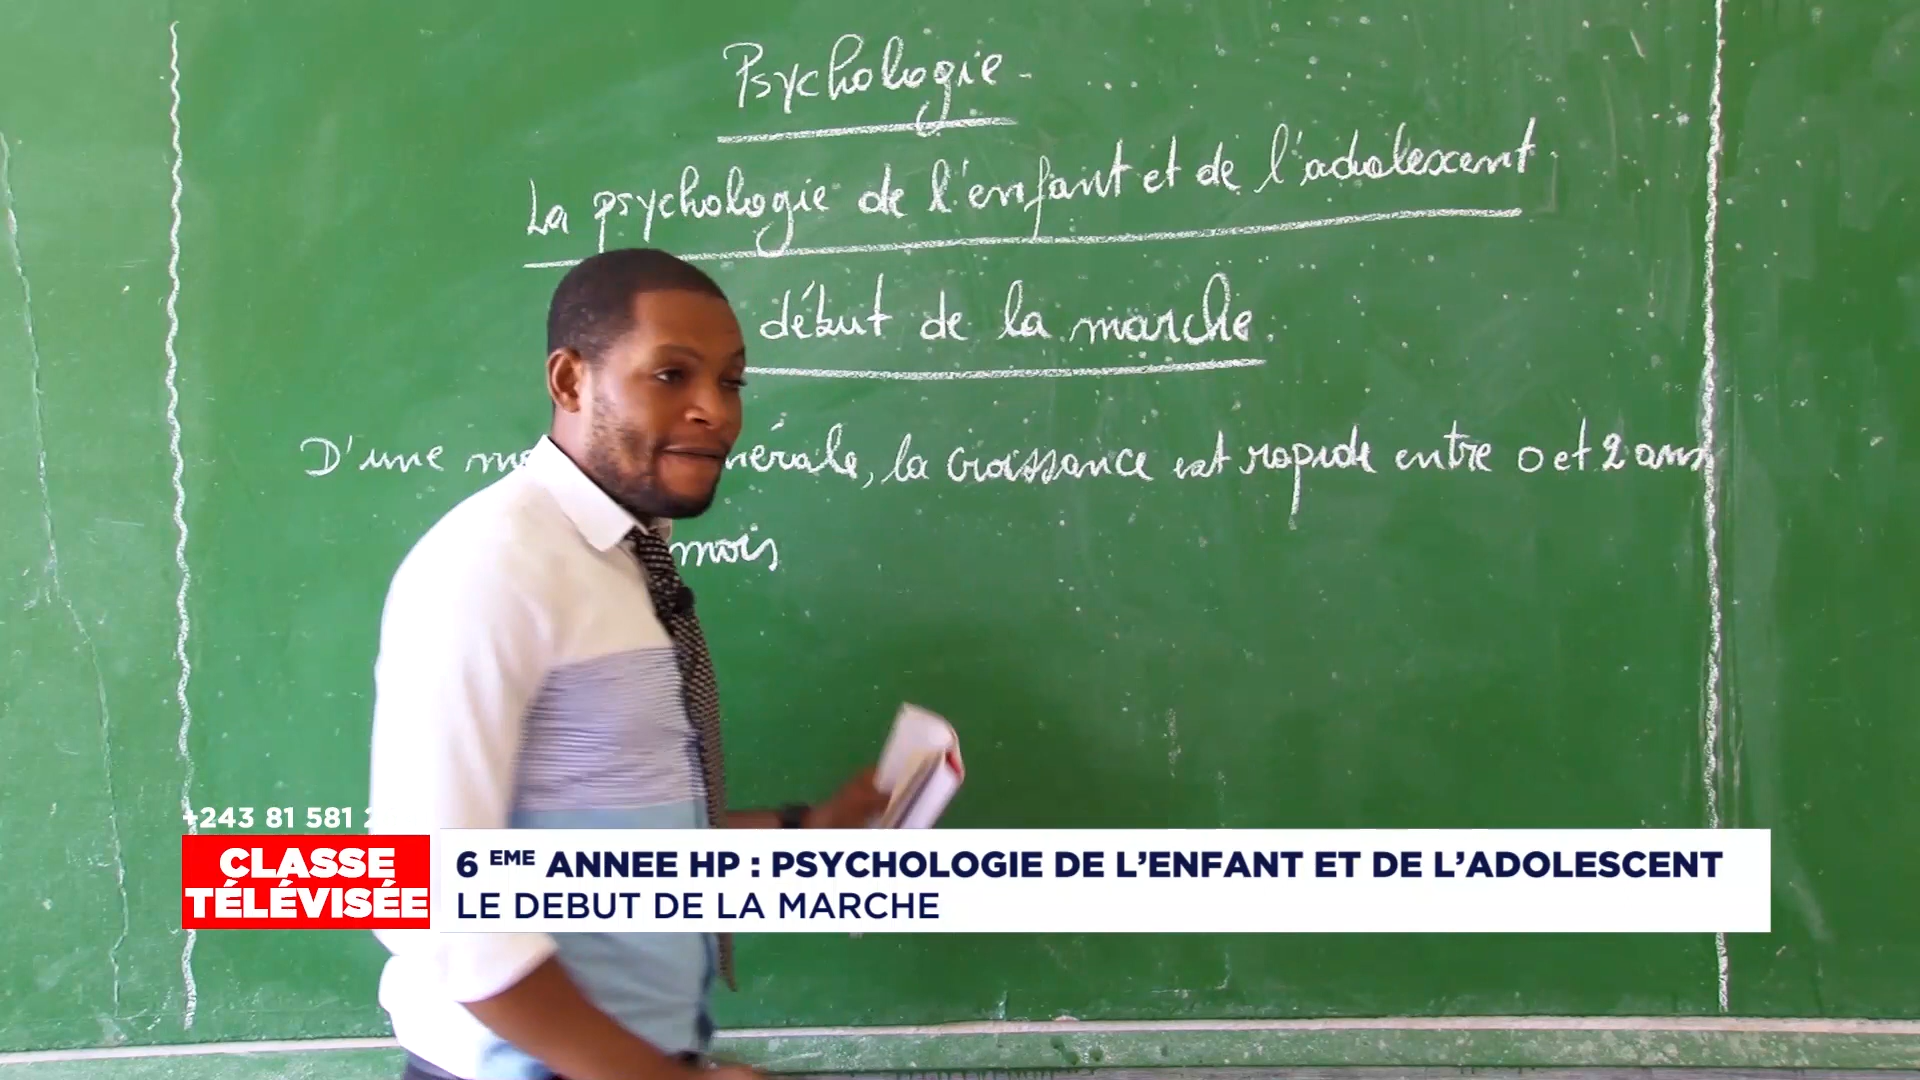 Psychologie
La psychologie de l'enfant et de l'adolescent
début de la marche.
D'une nérale, la croissance est rapide entre 0 et 2 ans
mois
+243 81 581
CLASSE
TÉLÉVISÉE
6 EME ANNEE HP : PSYCHOLOGIE DE L'ENFANT ET DE L'ADOLESCENT
LE DEBUT DE LA MARCHE